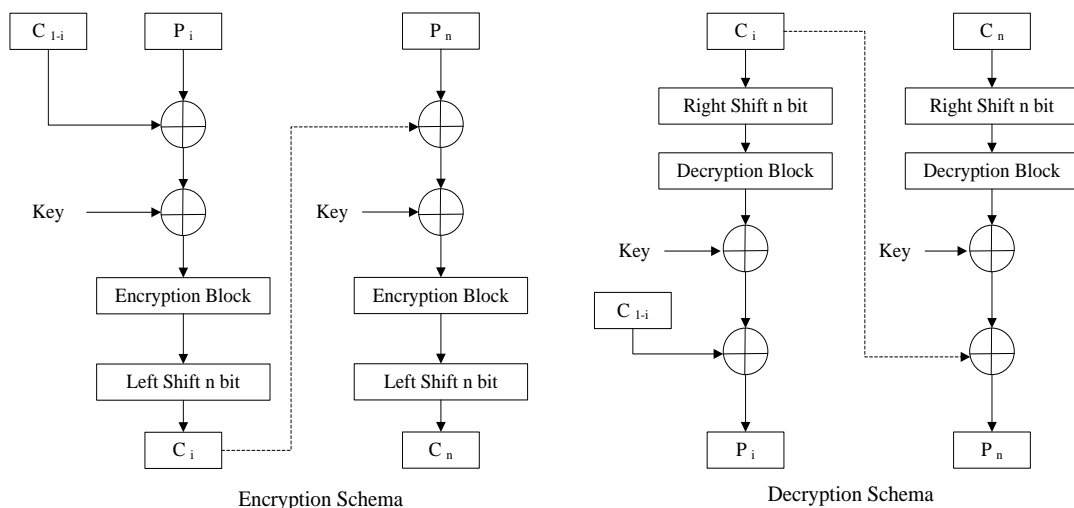 C 1-i
P i
P n
Key
Key
Encryption Block
Encryption Block
Left Shift n bit
Left Shift n bit
C i
C n
Encryption Schema
C i
C n
Right Shift n bit
Right Shift n bit
Decryption Block
Decryption Block
Key
Key
C 1-i
P i
P n
Decryption Schema